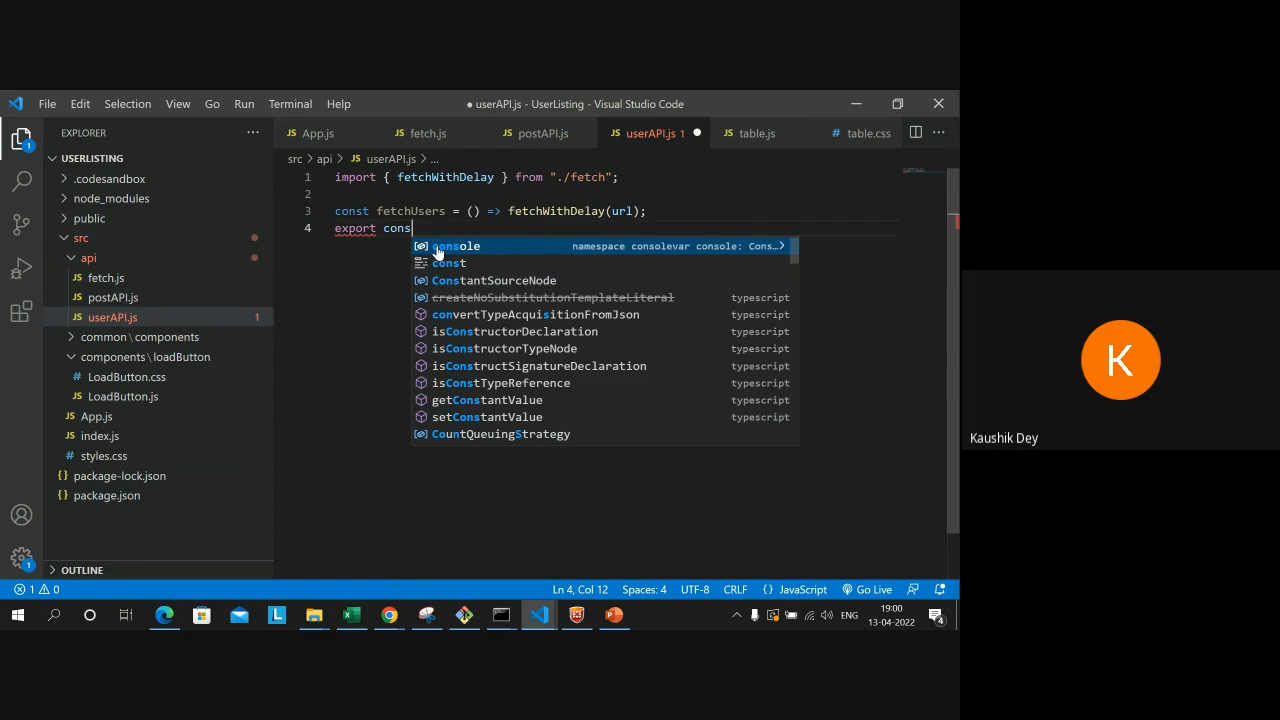 File Edit Selection View Go Run Terminal Help
● userAPI.js - UserListing - Visual Studio Code
EXPLORER
JS App.js
JS fetch.js
JS postAPI.js
JS userAPI.js 1
JS table.js
# table.css
USERLISTING
src > api > JS userAPI.js > ...
.codesandbox
node_modules
public
src
api
JS fetch.js
JS postAPI.js
JS userAPI.js 1
common \ components
components \ loadButton
# LoadButton.css
JS LoadButton.js
JS App.js
JS index.js
# styles.css
{} package-lock.json
{} package.json
OUTLINE
1 import { fetchWithDelay } from "./fetch";
2
3 const fetchUsers = () => fetchWithDelay(url);
4 export cons
console namespace consolevar console: Cons…
const
ConstantSourceNode
createNoSubstitutionTemplateLiteral typescript
convertTypeAcquisitionFromJson typescript
isConstructorDeclaration typescript
isConstructorTypeNode typescript
isConstructSignatureDeclaration typescript
isConstTypeReference typescript
getConstantValue typescript
setConstantValue typescript
CountQueuingStrategy
K
Kaushik Dey
1
1
1 0
Ln 4, Col 12 Spaces: 4 UTF-8 CRLF {} JavaScript Go Live
L
ENG
19:00
13-04-2022
4